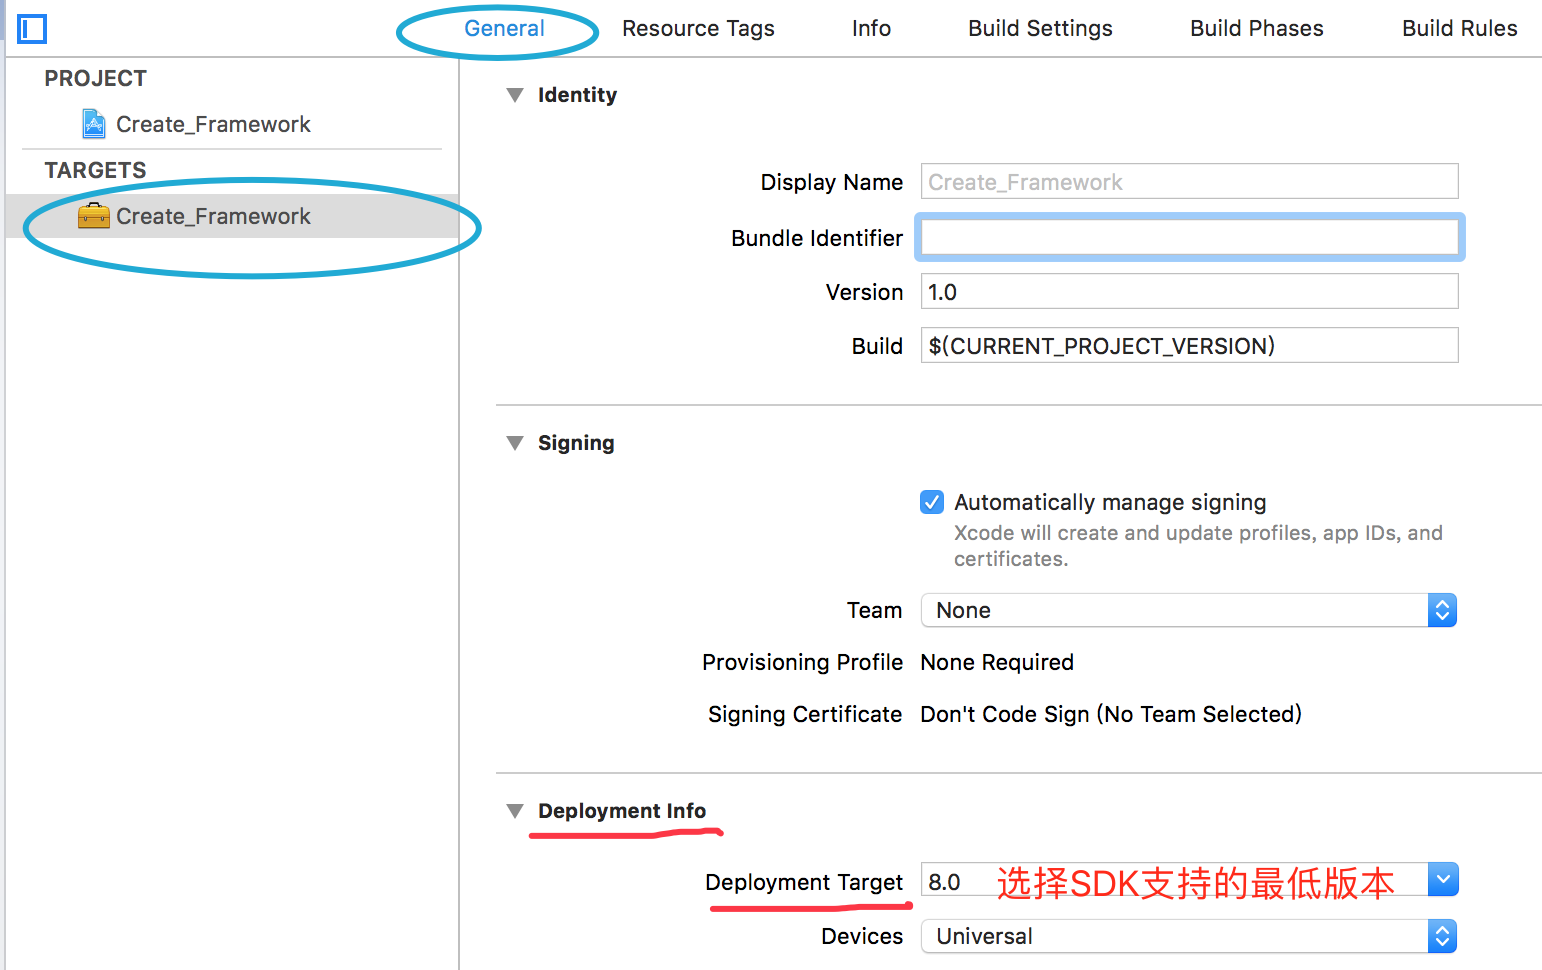 General Resource Tags Info Build Settings Build Phases Build Rules
PROJECT
Create_Framework
TARGETS
Create_Framework
Identity
Display Name Create_Framework
Bundle Identifier
Version 1.0
Build $(CURRENT_PROJECT_VERSION)
Signing
Automatically manage signing
Xcode will create and update profiles, app IDs, and
certificates.
Team None
Provisioning Profile None Required
Signing Certificate Don't Code Sign (No Team Selected)
Deployment Info
Deployment Target 8.0 选择SDK支持的最低版本
Devices Universal